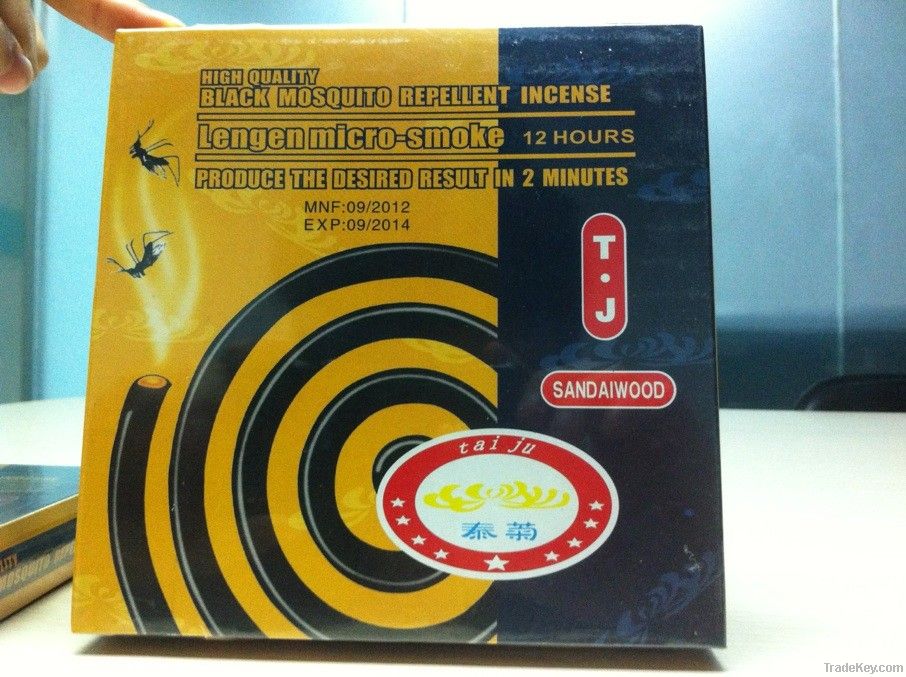 HIGH QUALITY
BLACK MOSQUITO REPELLENT INCENSE
Lengen micro-smoke 12 HOURS
PRODUCE THE DESIRED RESULT IN 2 MINUTES
MNF:09/2012
EXP:09/2014
T·J
SANDAIWOOD
tai ju
泰菊
MOSQUITO
TradeKey.com